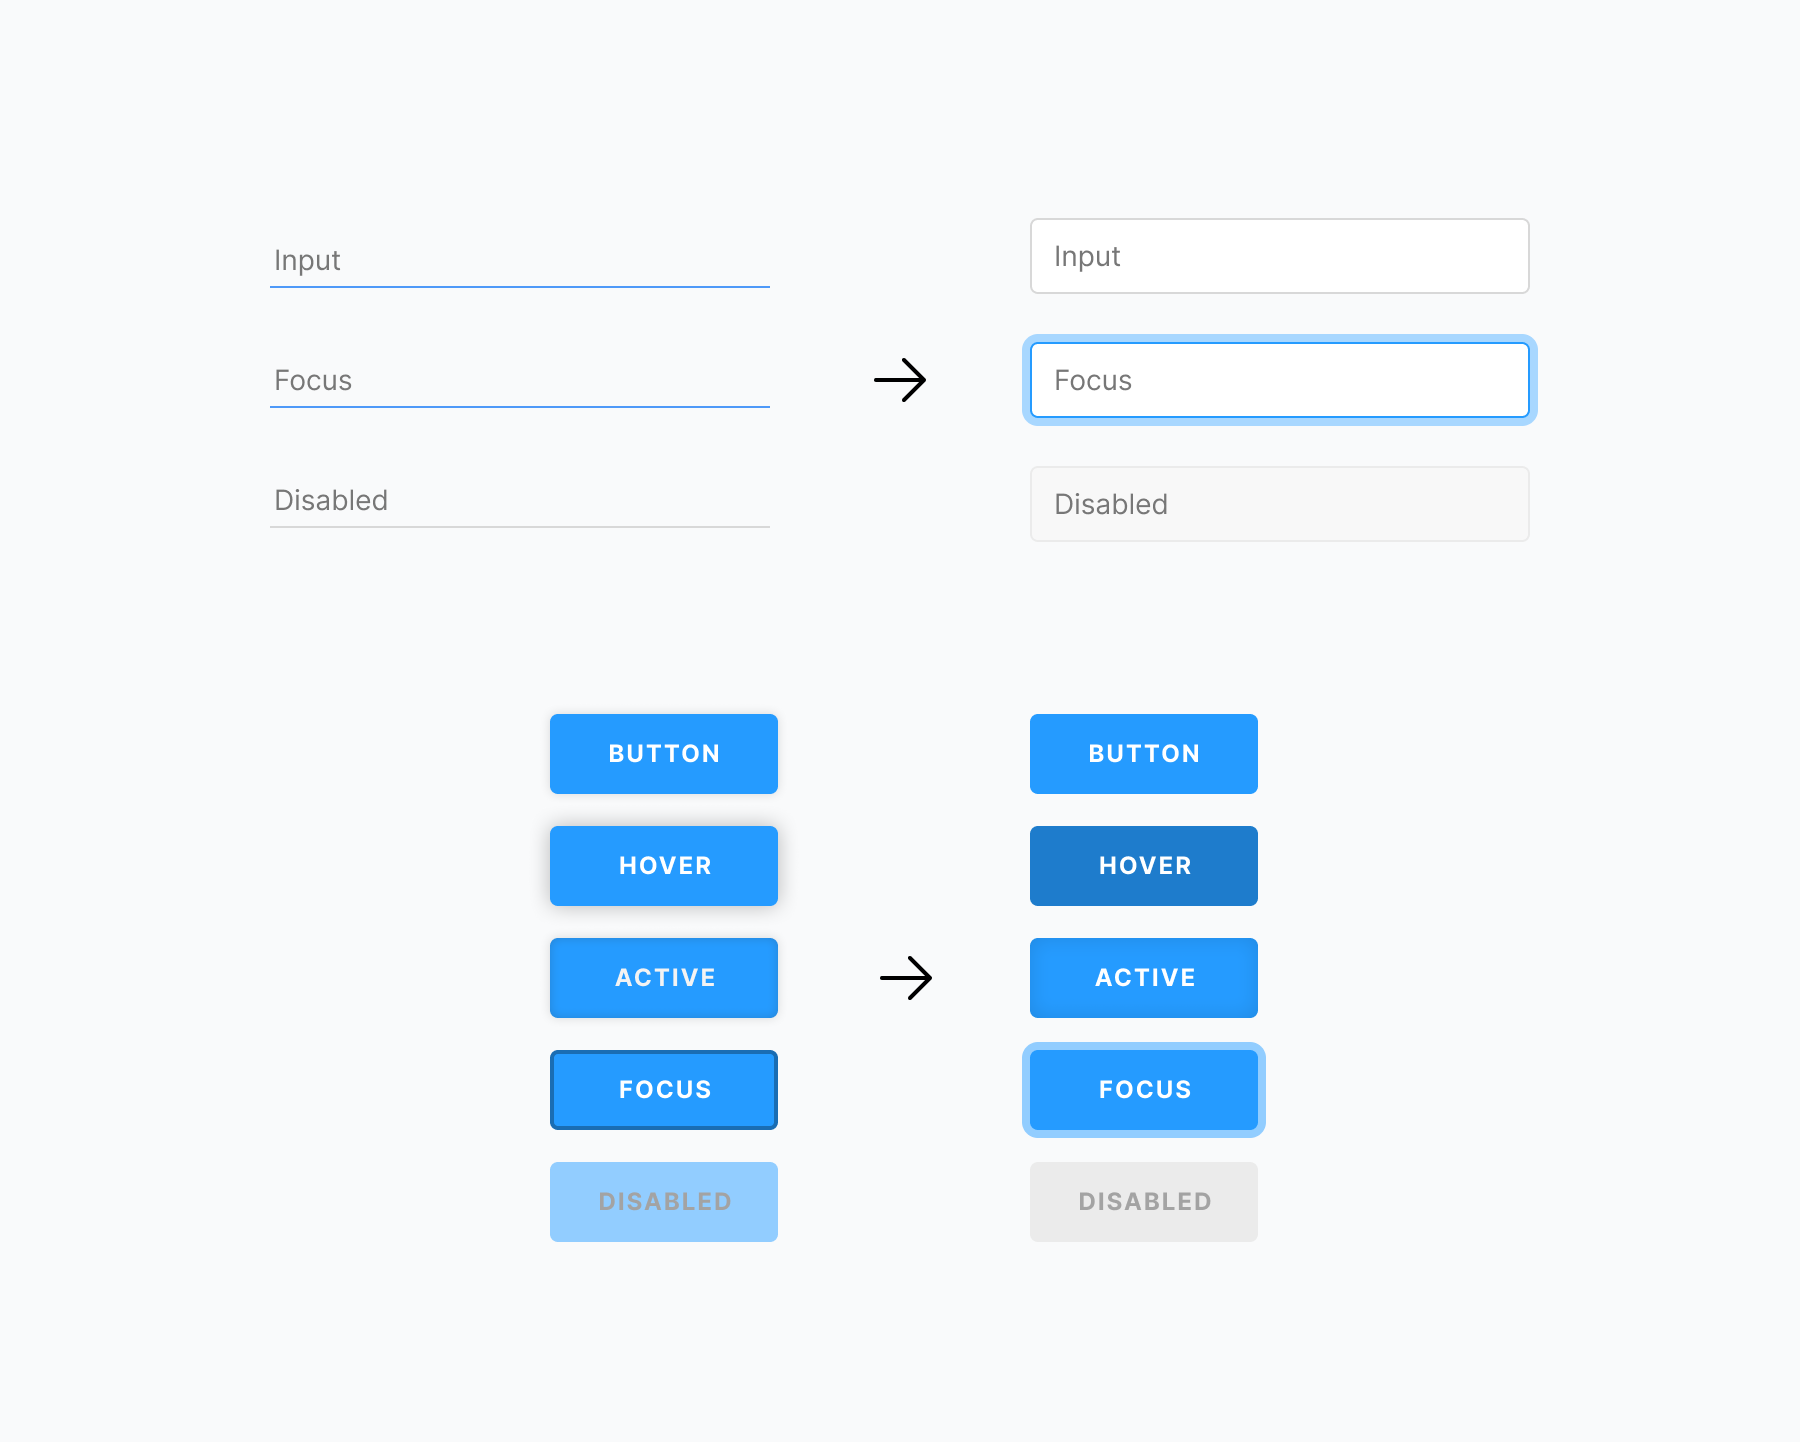 Input
Focus
Disabled
Input
Focus
Disabled
BUTTON
HOVER
ACTIVE
FOCUS
DISABLED
BUTTON
HOVER
ACTIVE
FOCUS
DISABLED